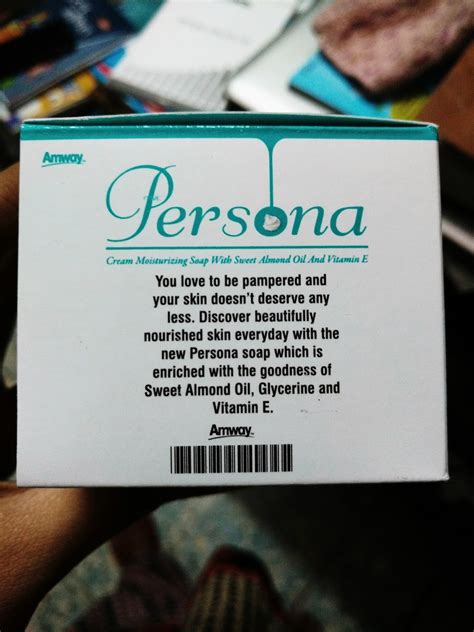 Amway
Persona
Cream Moisturizing Soap With Sweet Almond Oil And Vitamin E
You love to be pampered and
your skin doesn't deserve any
less. Discover beautifully
nourished skin everyday with the
new Persona soap which is
enriched with the goodness of
Sweet Almond Oil, Glycerine and
Vitamin E.
Amway